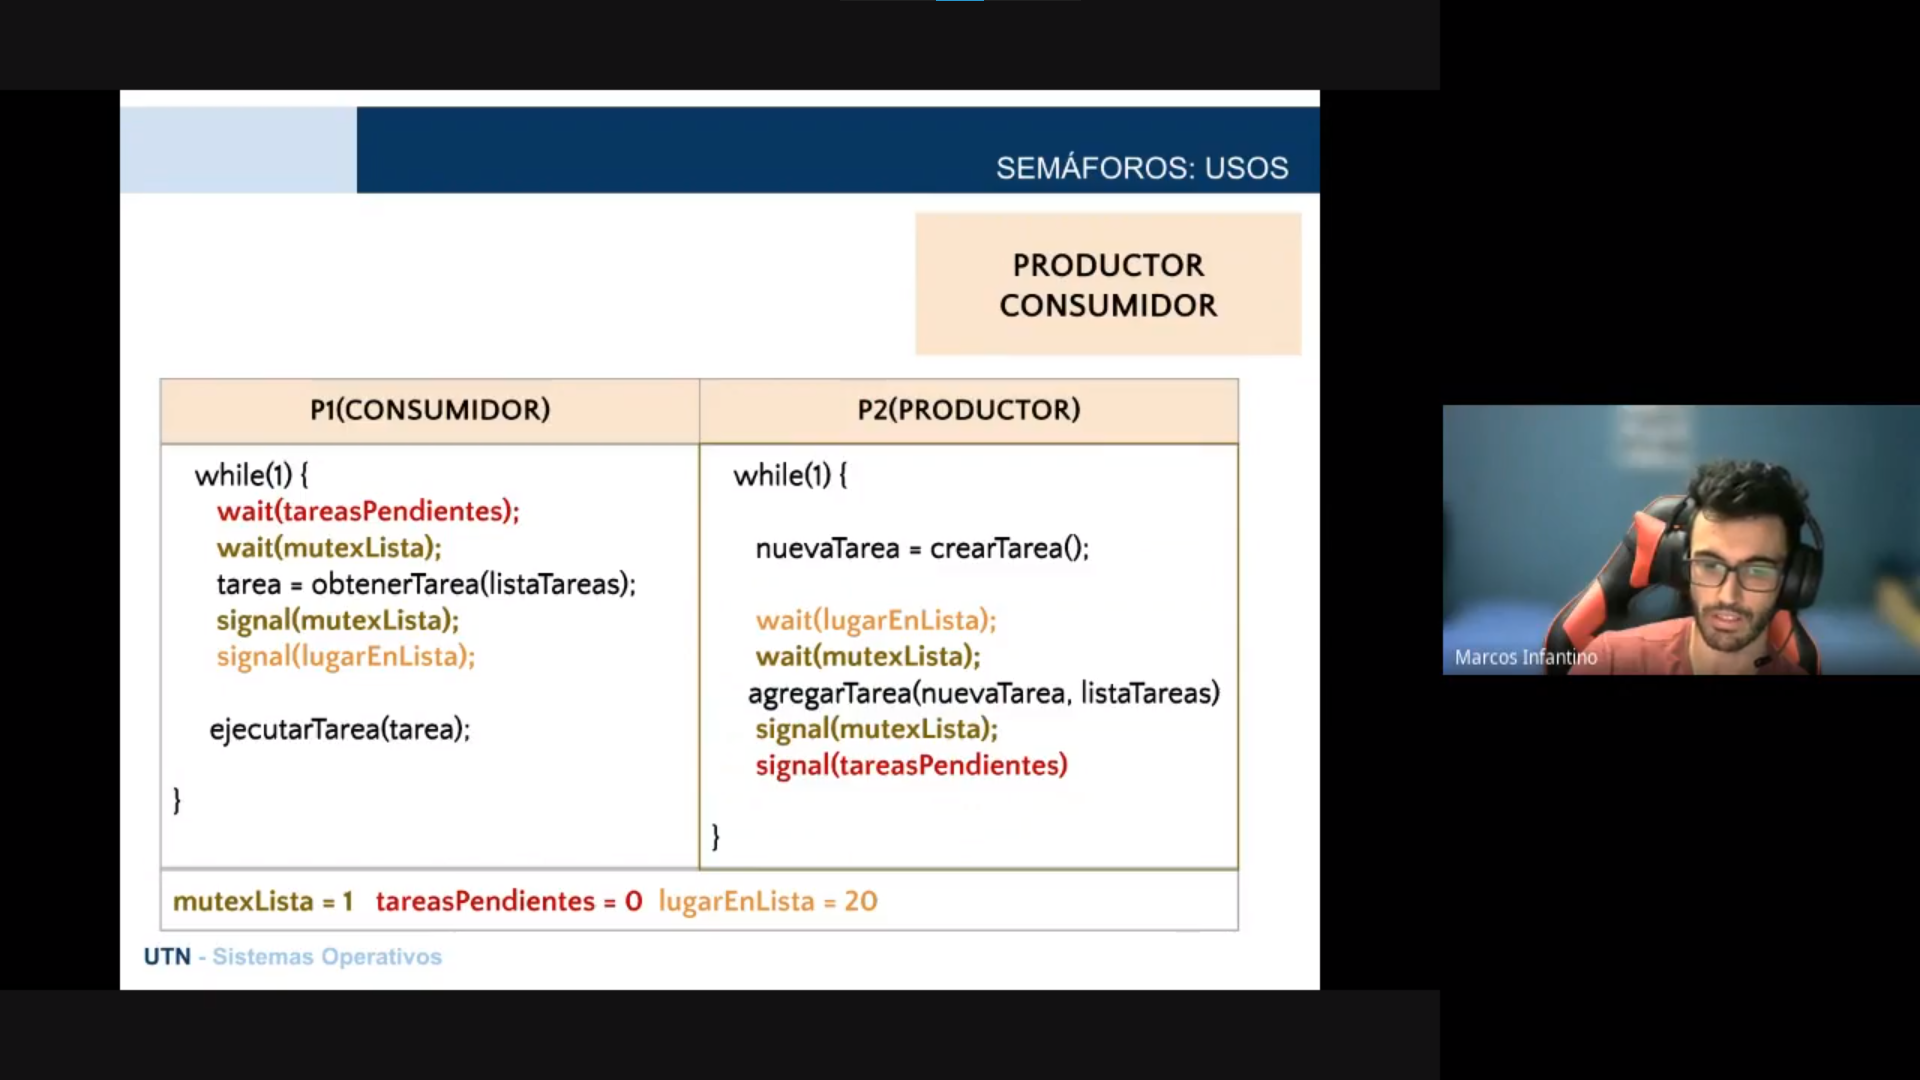 SEMÁFOROS: USOS
PRODUCTOR
CONSUMIDOR
P1(CONSUMIDOR)
while(1) {
wait(tareasPendientes);
wait(mutexLista);
tarea = obtenerTarea(listaTareas);
signal(mutexLista);
signal(lugarEnLista);
ejecutarTarea(tarea);
}
P2(PRODUCTOR)
while(1) {
nuevaTarea = crearTarea();
wait(lugarEnLista);
wait(mutexLista);
agregarTarea(nuevaTarea, listaTareas)
signal(mutexLista);
signal(tareasPendientes)
}
mutexLista = 1 tareasPendientes = 0 lugarEnLista = 20
UTN - Sistemas Operativos
Marcos Infantino